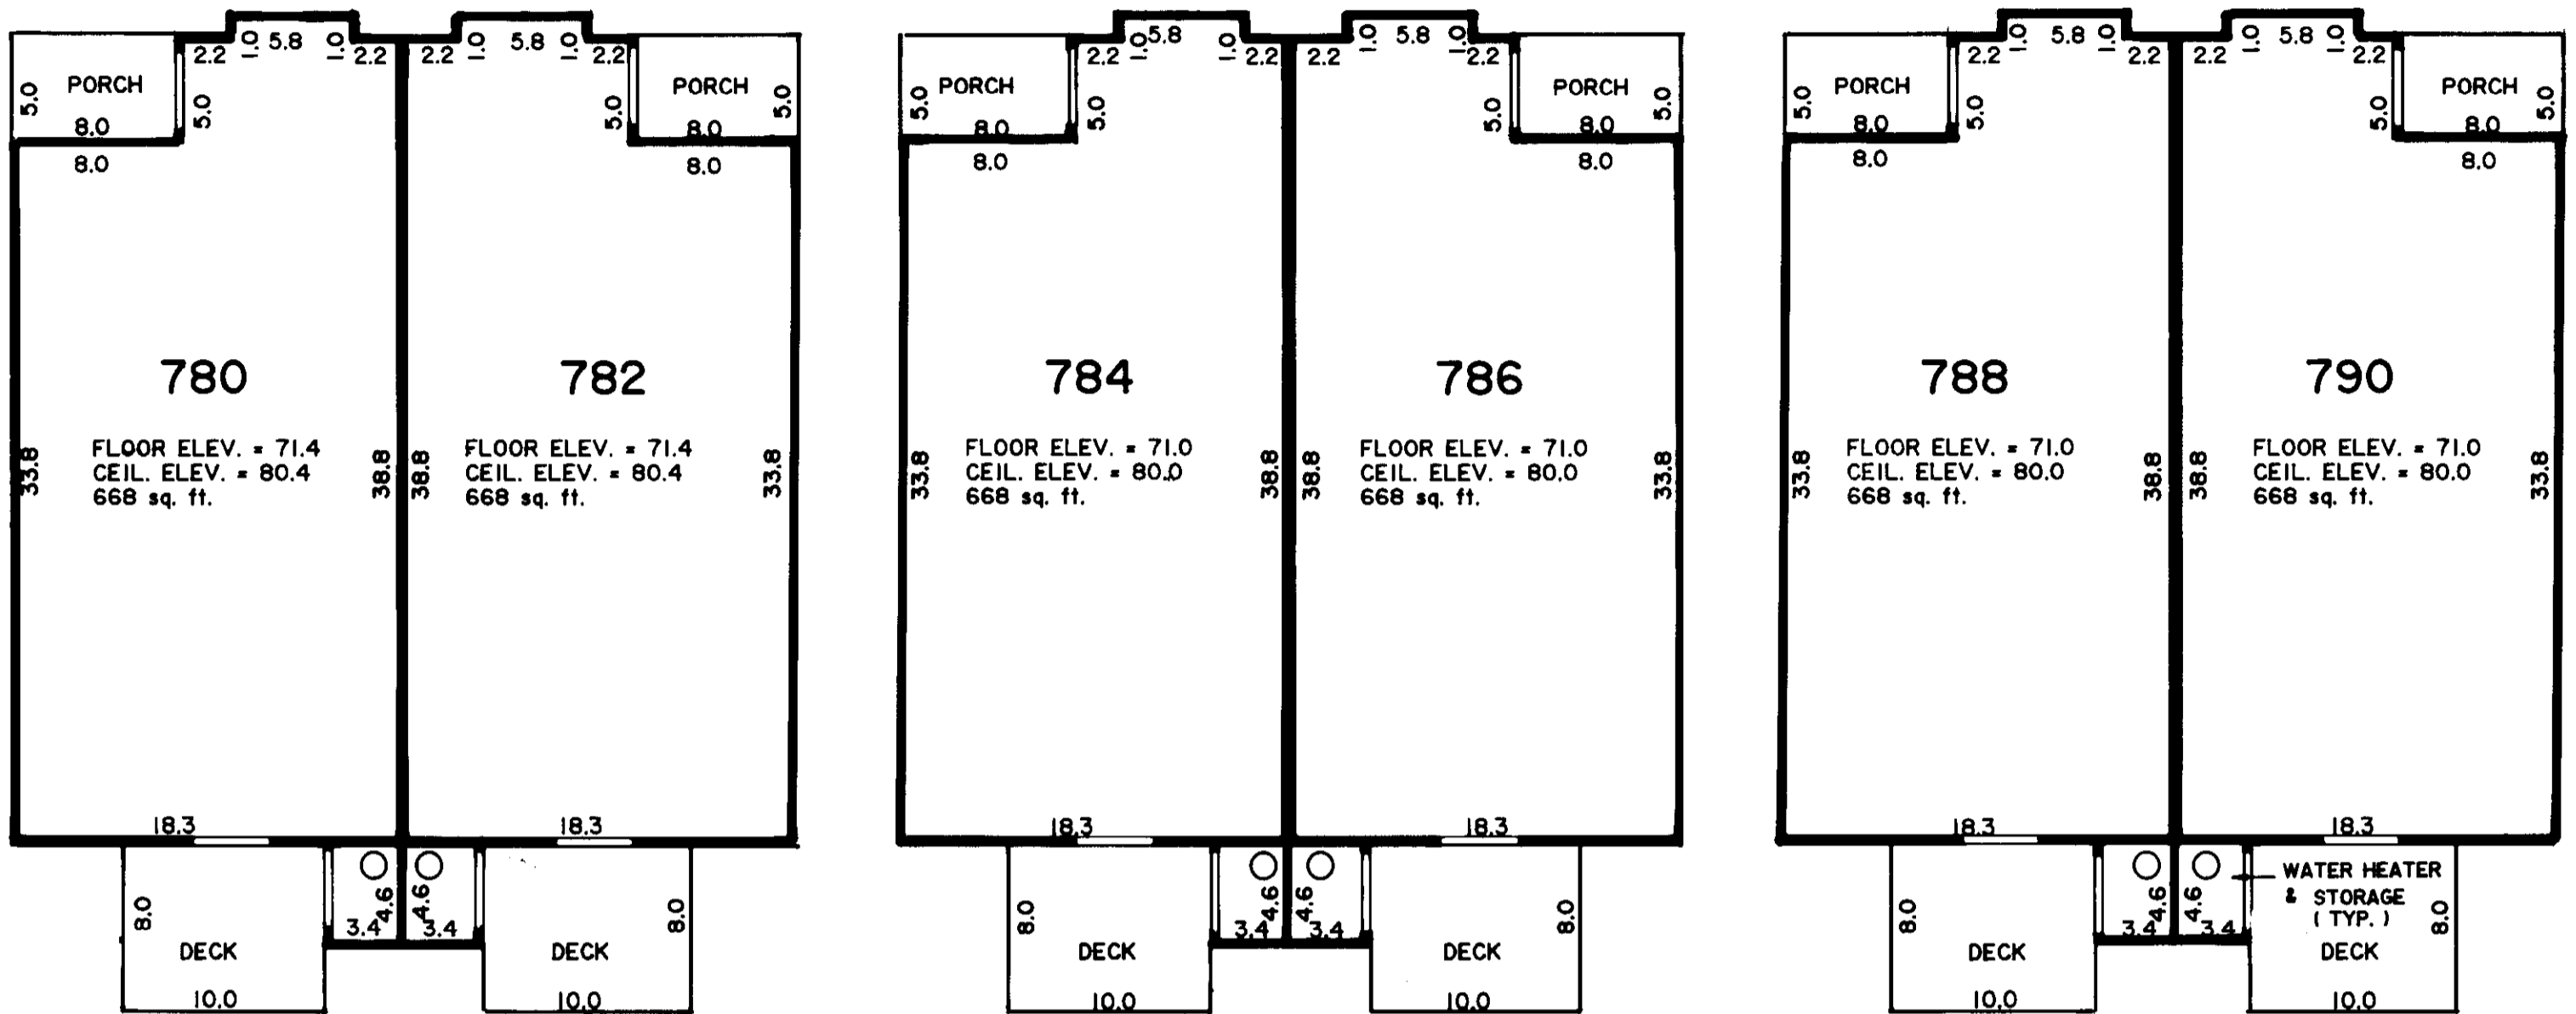 2.2 1.0 5.8 1.0 2.2
2.2 1.0 5.8 1.0 2.2
PORCH
5.0
8.0
5.0
8.0
PORCH
5.0
8.0
5.0
8.0
780
FLOOR ELEV. = 71.4
CEIL. ELEV. = 80.4
668 sq. ft.
33.8
38.8
782
FLOOR ELEV. = 71.4
CEIL. ELEV. = 80.4
668 sq. ft.
38.8
33.8
18.3
18.3
8.0
DECK
10.0
4.6
3.4
4.6
3.4
8.0
DECK
10.0
2.2 1.0 5.8 1.0 2.2
2.2 1.0 5.8 1.0 2.2
PORCH
5.0
8.0
5.0
8.0
PORCH
5.0
8.0
5.0
8.0
784
FLOOR ELEV. = 71.0
CEIL. ELEV. = 80.0
668 sq. ft.
33.8
38.8
786
FLOOR ELEV. = 71.0
CEIL. ELEV. = 80.0
668 sq. ft.
38.8
33.8
18.3
18.3
8.0
DECK
10.0
4.6
3.4
4.6
3.4
8.0
DECK
10.0
2.2 1.0 5.8 1.0 2.2
2.2 1.0 5.8 1.0 2.2
PORCH
5.0
8.0
5.0
8.0
PORCH
5.0
8.0
5.0
8.0
788
FLOOR ELEV. = 71.0
CEIL. ELEV. = 80.0
668 sq. ft.
33.8
38.8
790
FLOOR ELEV. = 71.0
CEIL. ELEV. = 80.0
668 sq. ft.
38.8
33.8
18.3
18.3
8.0
DECK
10.0
4.6
3.4
4.6
3.4
WATER HEATER
& STORAGE
( TYP. )
8.0
DECK
10.0